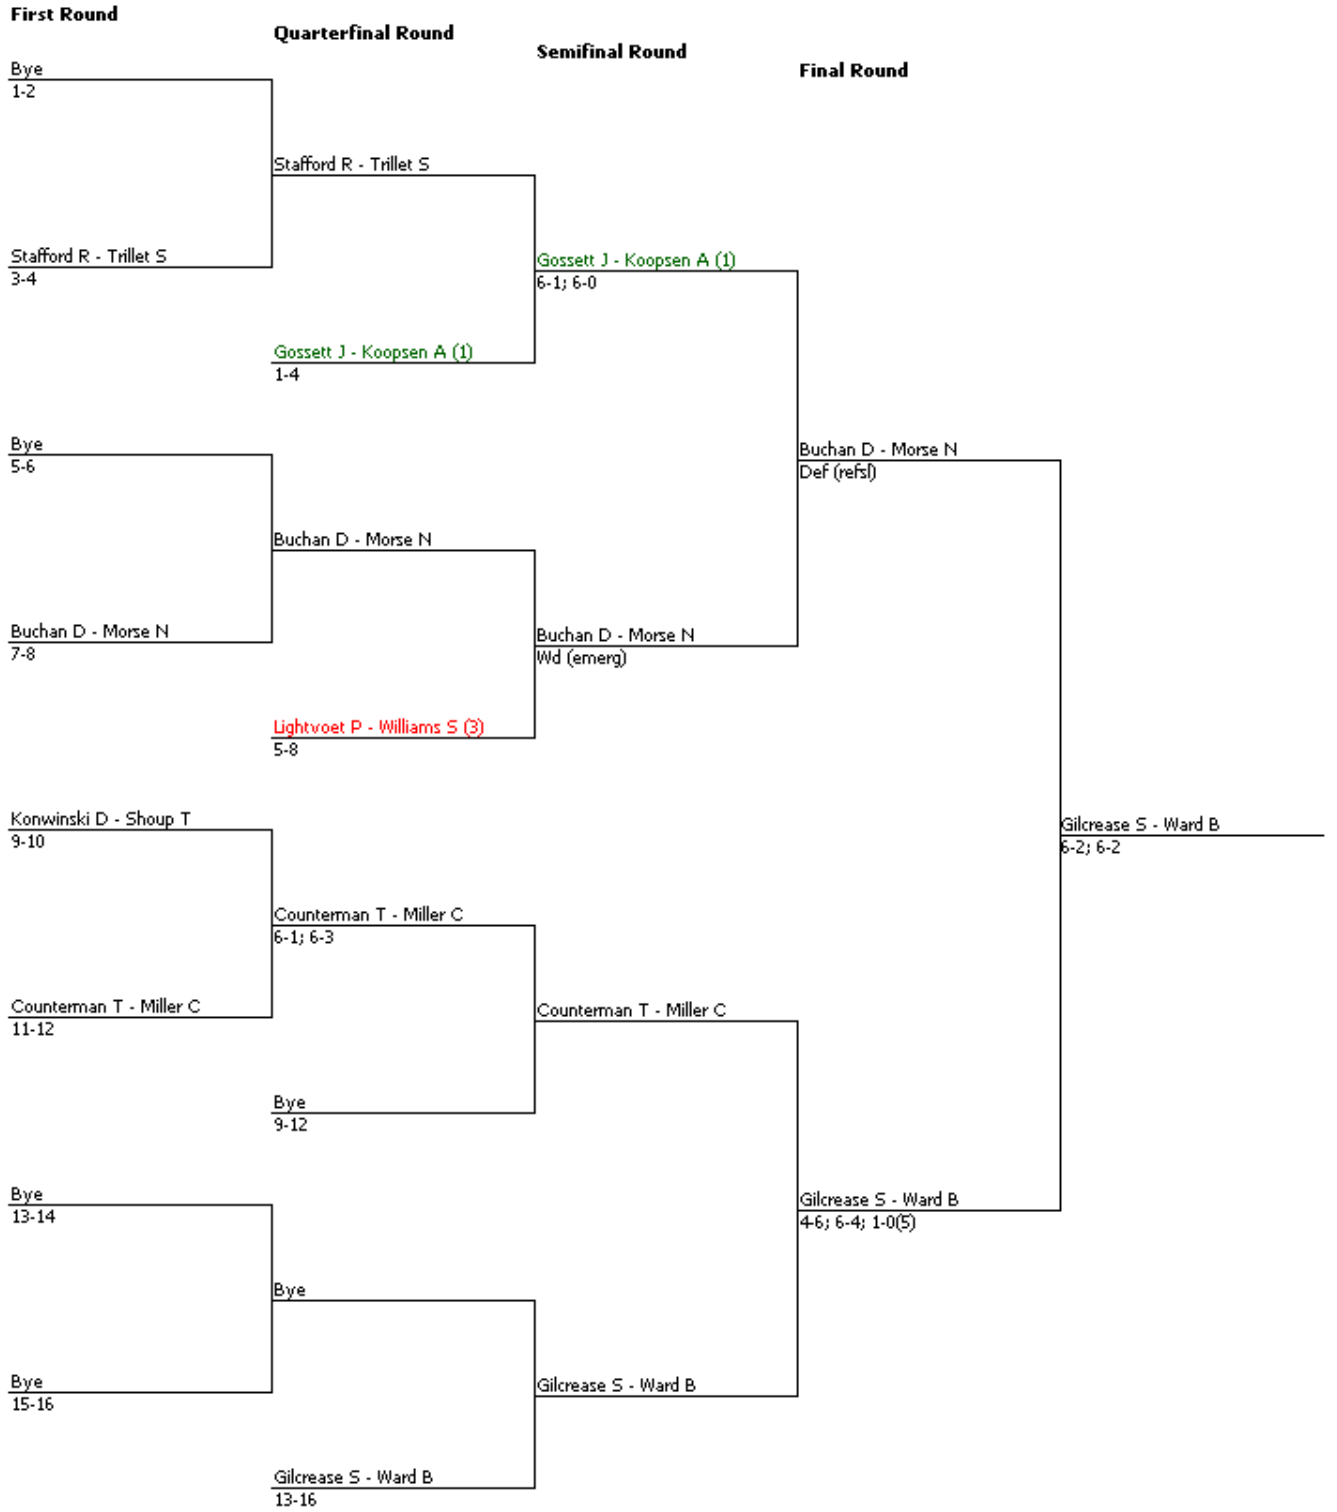 First Round
Quarterfinal Round
Semifinal Round
Final Round
Bye
1-2
Stafford R - Trillet S
Stafford R - Trillet S
3-4
Gossett J - Koopsen A (1)
6-1; 6-0
Gossett J - Koopsen A (1)
1-4
Bye
5-6
Buchan D - Morse N
Def (refsl)
Buchan D - Morse N
Buchan D - Morse N
7-8
Buchan D - Morse N
Wd (emerg)
Lightvoet P - Williams S (3)
5-8
Konwinski D - Shoup T
9-10
Gilcrease S - Ward B
6-2; 6-2
Counterman T - Miller C
6-1; 6-3
Counterman T - Miller C
11-12
Counterman T - Miller C
Bye
9-12
Bye
13-14
Gilcrease S - Ward B
4-6; 6-4; 1-0(5)
Bye
Bye
15-16
Gilcrease S - Ward B
Gilcrease S - Ward B
13-16